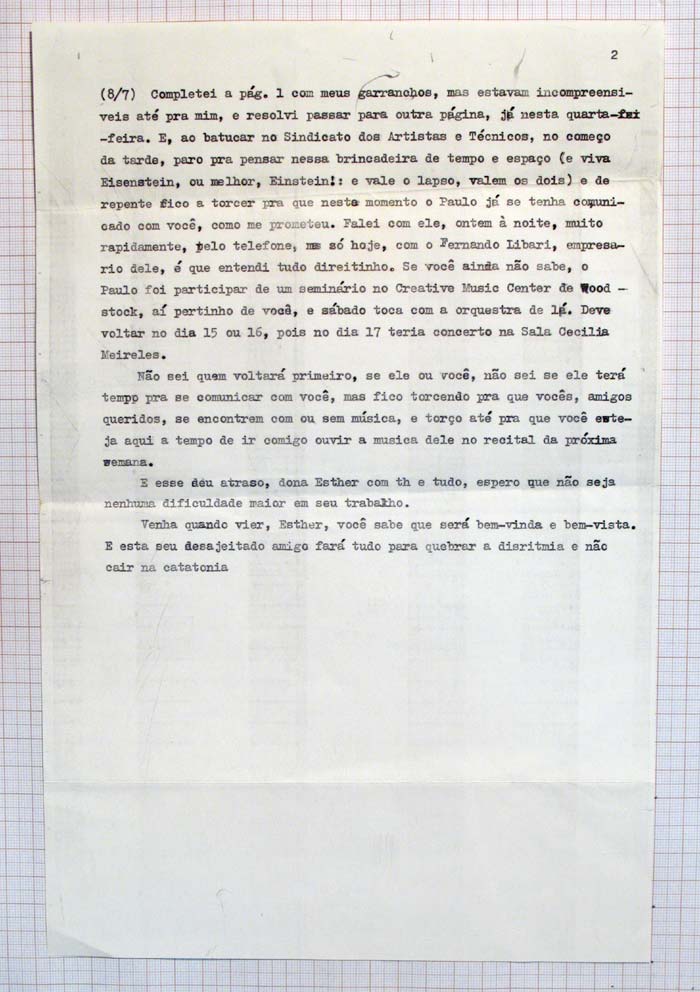 2
(8/7) Completei a pág. 1 com meus garranchos, mas estavam incompreensi-
veis até pra mim, e resolvi passar para outra página, já nesta quarta-fei
-feira. E, ao batucar no Sindicato dos Artistas e Técnicos, no começo
da tarde, paro pra pensar nessa brincadeira de tempo e espaço (e viva
Eisenstein, ou melhor, Einstein!: e vale o lapso, valem os dois) e de
repente fico a torcer pra que neste momento o Paulo já se tenha comuni-
cado com você, como me prometeu. Falei com ele, ontem à noite, muito
rapidamente, pelo telefone, ms só hoje, com o Fernando Libari, empresa-
rio dele, é que entendi tudo direitinho. Se você ainda não sabe, o
Paulo foi participar de um seminário no Creative Music Center de Wood -
stock, aí pertinho de você, e sábado toca com a orquestra de lá. Deve
voltar no dia 15 ou 16, pois no dia 17 teria concerto na Sala Cecilia
Meireles.
Não sei quem voltará primeiro, se ele ou você, não sei se ele terá
tempo pra se comunicar com você, mas fico torcendo pra que vocês, amigos
queridos, se encontrem com ou sem música, e torço até pra que você este-
ja aqui a tempo de ir comigo ouvir a musica dele no recital da próxima
semana.
E esse deu atraso, dona Esther com th e tudo, espero que não seja
nenhuma dificuldade maior em seu trabalho.
Venha quando vier, Esther, você sabe que será bem-vinda e bem-vista.
E esta seu desajeitado amigo fará tudo para quebrar a disritmia e não
cair na catatonia